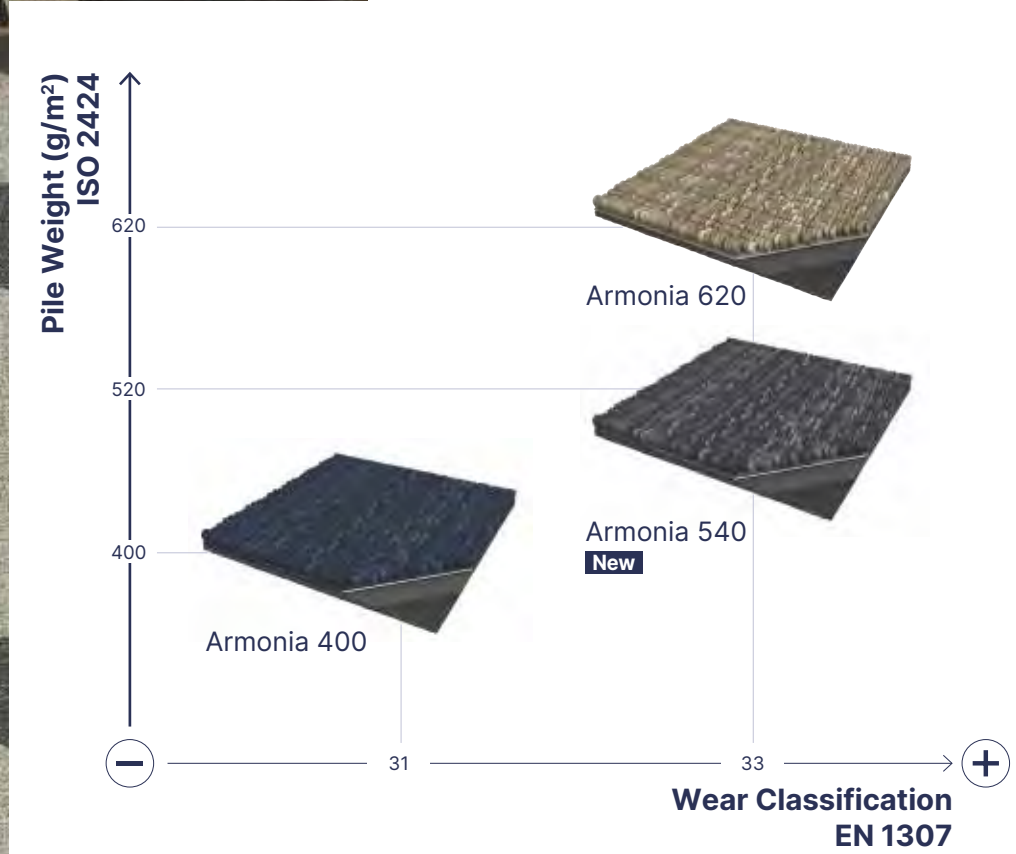 Pile Weight (g/m²)
ISO 2424
620
Armonia 620
520
Armonia 540
New
400
Armonia 400
31
33
Wear Classification
EN 1307